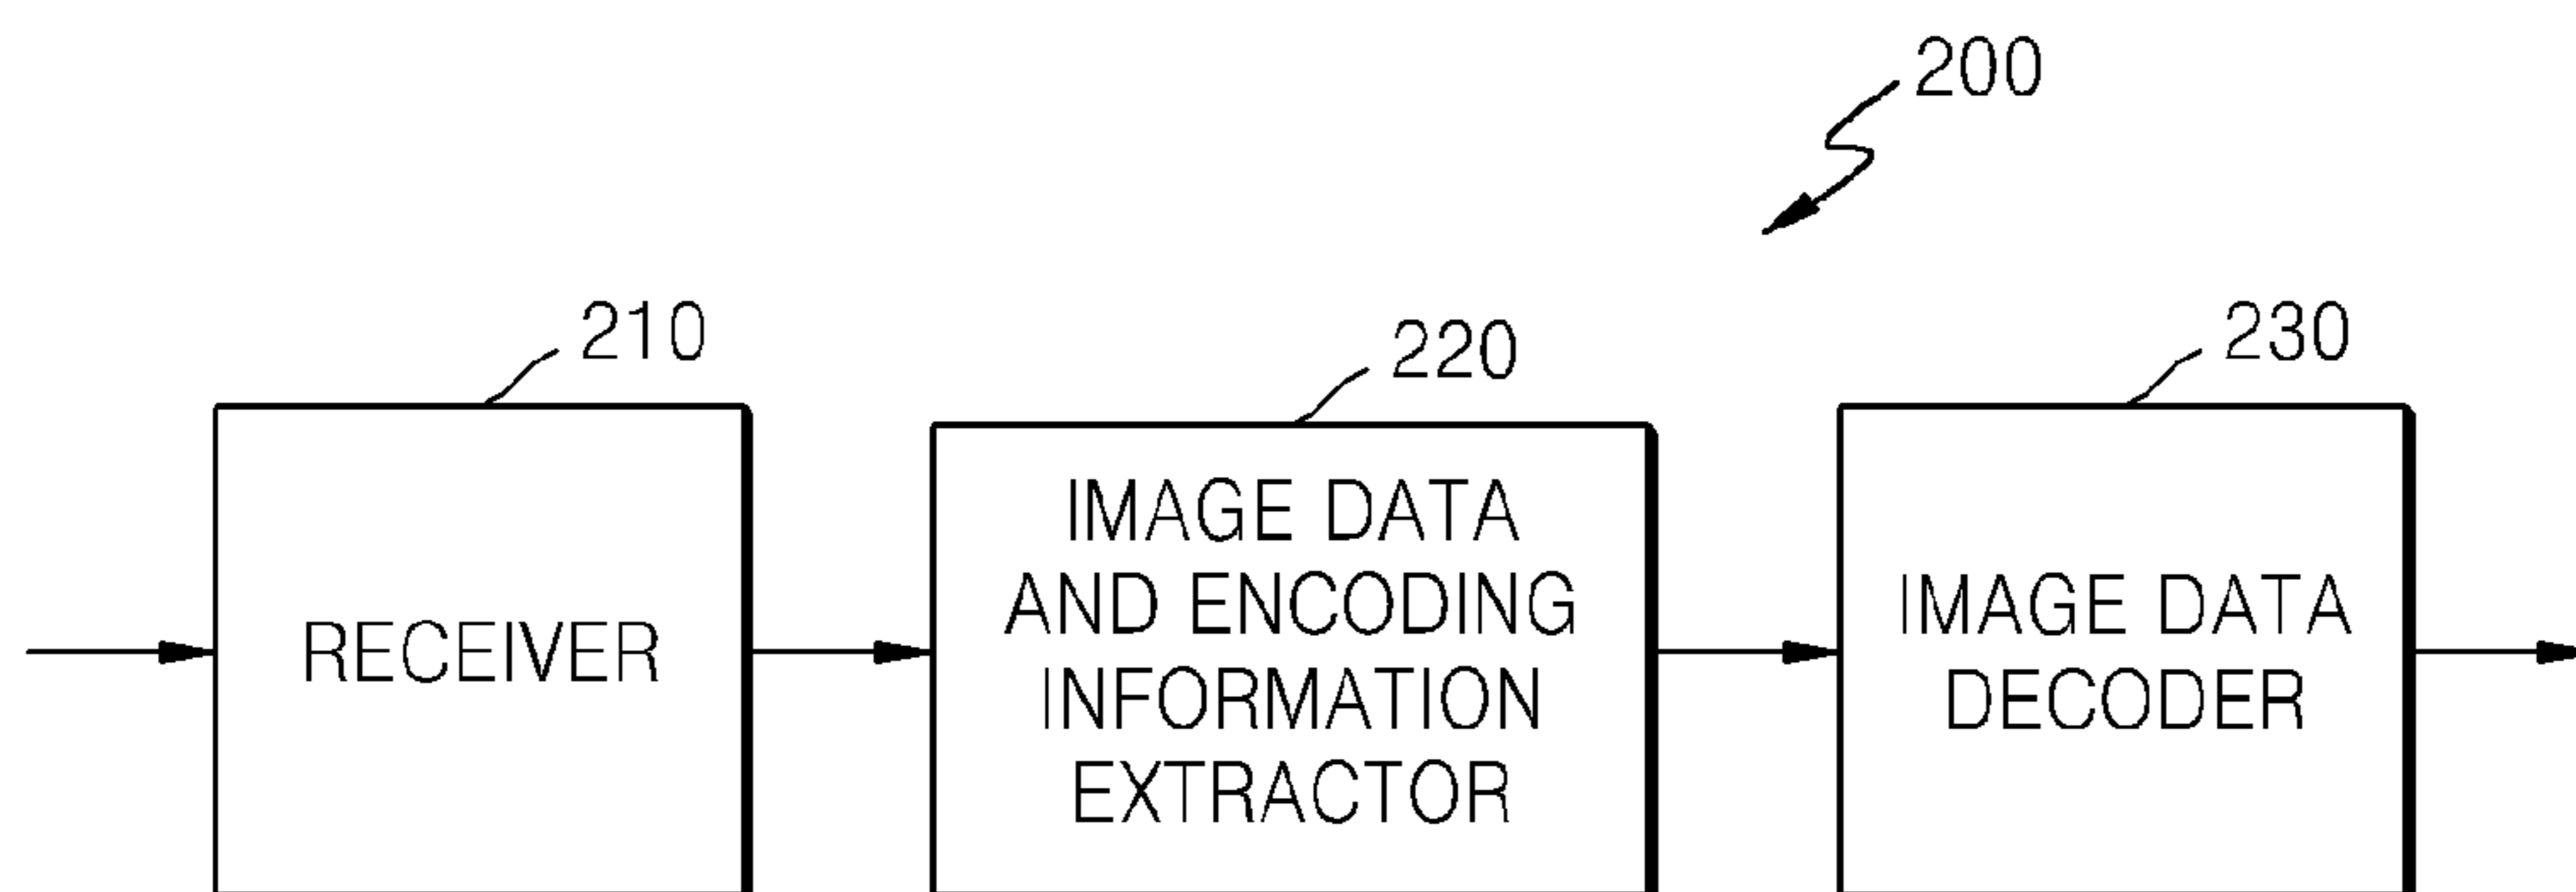 200
210
220
230
RECEIVER
IMAGE DATA
AND ENCODING
INFORMATION
EXTRACTOR
IMAGE DATA
DECODER